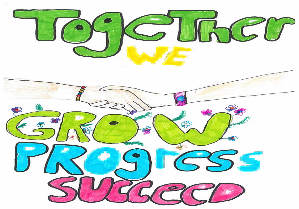 TogeTher
WE
GROW
PROgress
SUCCEED